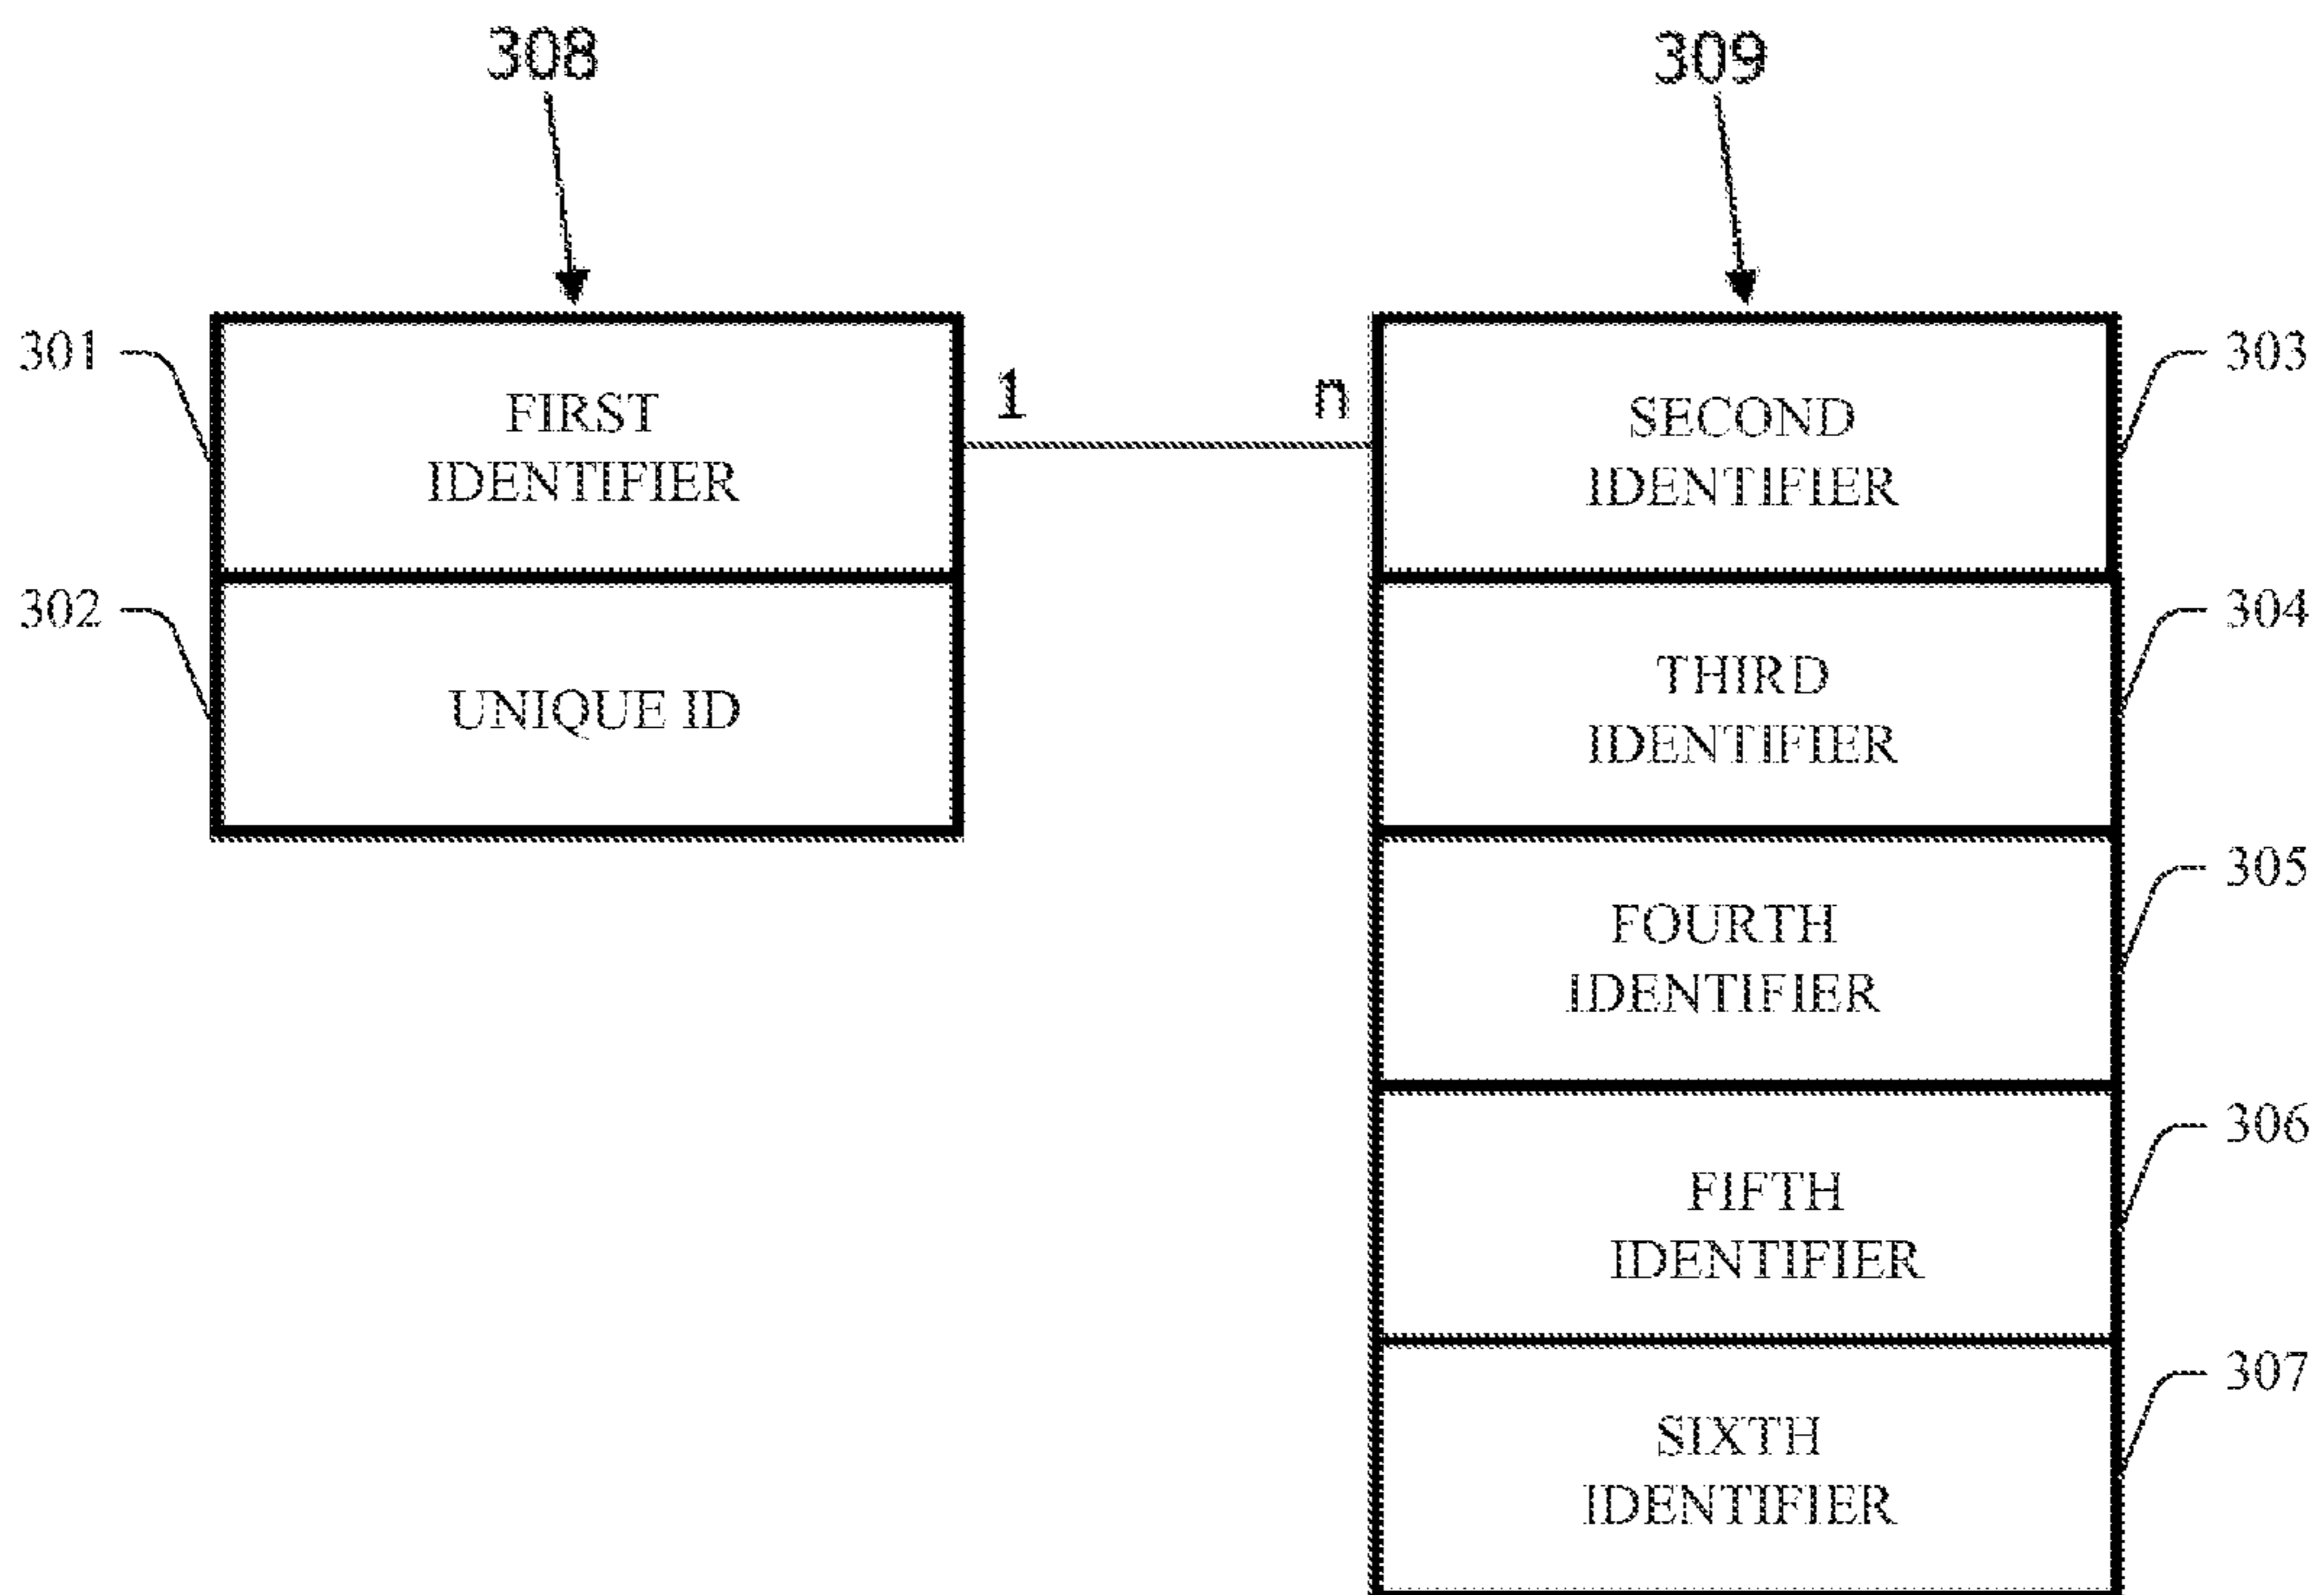 308
309
301
FIRST
IDENTIFIER
1
n
SECOND
IDENTIFIER
303
302
UNIQUE ID
THIRD
IDENTIFIER
304
FOURTH
IDENTIFIER
305
FIFTH
IDENTIFIER
306
SIXTH
IDENTIFIER
307